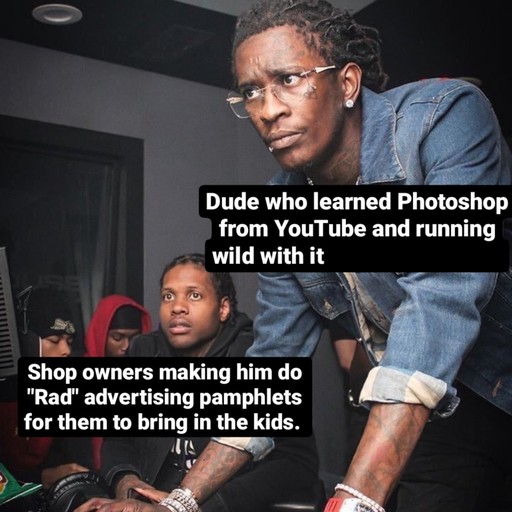 Dude who learned Photoshop
from YouTube and running
wild with it
Shop owners making him do
"Rad" advertising pamphlets
for them to bring in the kids.